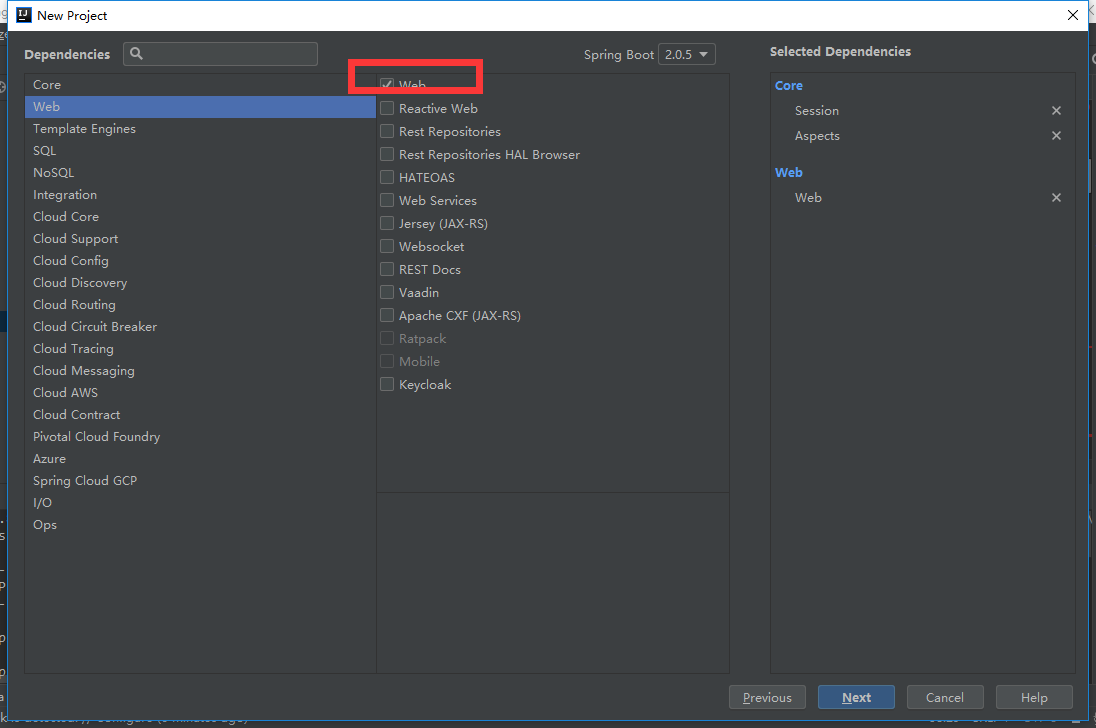 New Project
Dependencies
Spring Boot 2.0.5
Selected Dependencies
Core
Web
Template Engines
SQL
NoSQL
Integration
Cloud Core
Cloud Support
Cloud Config
Cloud Discovery
Cloud Routing
Cloud Circuit Breaker
Cloud Tracing
Cloud Messaging
Cloud AWS
Cloud Contract
Pivotal Cloud Foundry
Azure
Spring Cloud GCP
I/O
Ops
Web
Reactive Web
Rest Repositories
Rest Repositories HAL Browser
HATEOAS
Web Services
Jersey (JAX-RS)
Websocket
REST Docs
Vaadin
Apache CXF (JAX-RS)
Ratpack
Mobile
Keycloak
Core
Session
Aspects
Web
Web
Previous
Next
Cancel
Help